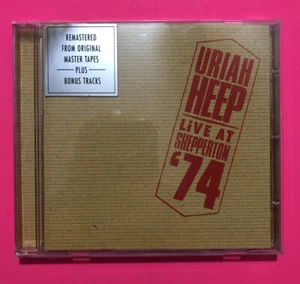 REMASTERED
FROM ORIGINAL
MASTER TAPES
PLUS
BONUS TRACKS
URIAH
HEEP
LiVE AT
SHEPPERTON
'74